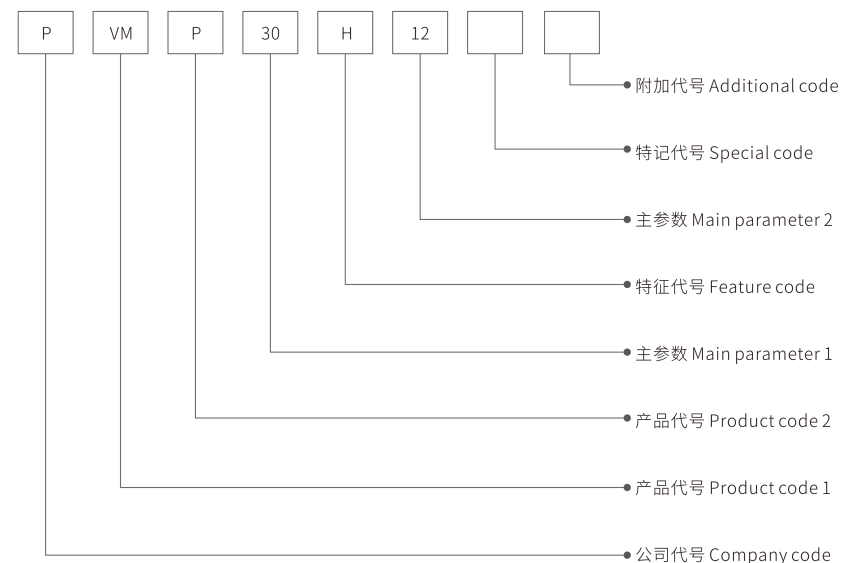 P VM P 30 H 12
附加代号 Additional code
特记代号 Special code
主参数 Main parameter 2
特征代号 Feature code
主参数 Main parameter 1
产品代号 Product code 2
产品代号 Product code 1
公司代号 Company code